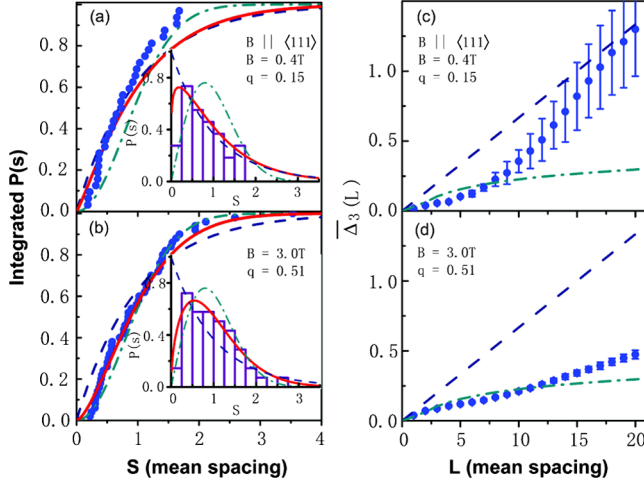 (a)
B || ⟨111⟩
B = 0.4T
q = 0.15
1.0
0.8
0.6
0.4
0.2
0.0
Integrated P(s)
P(s)
.8
0.4
0.0
0
2
S
(b)
B = 3.0T
q = 0.51
0.8
0.6
0.4
0.2
0.0
P(s)
.8
0.4
0.0
0
2
S
0
1
2
3
4
S (mean spacing)
(c)
B || ⟨111⟩
B = 0.4T
q = 0.15
1.0
0.5
0.0
Δ̅₃(L)
(d)
B = 3.0T
q = 0.51
1.0
0.5
0.0
0
5
10
15
20
L (mean spacing)